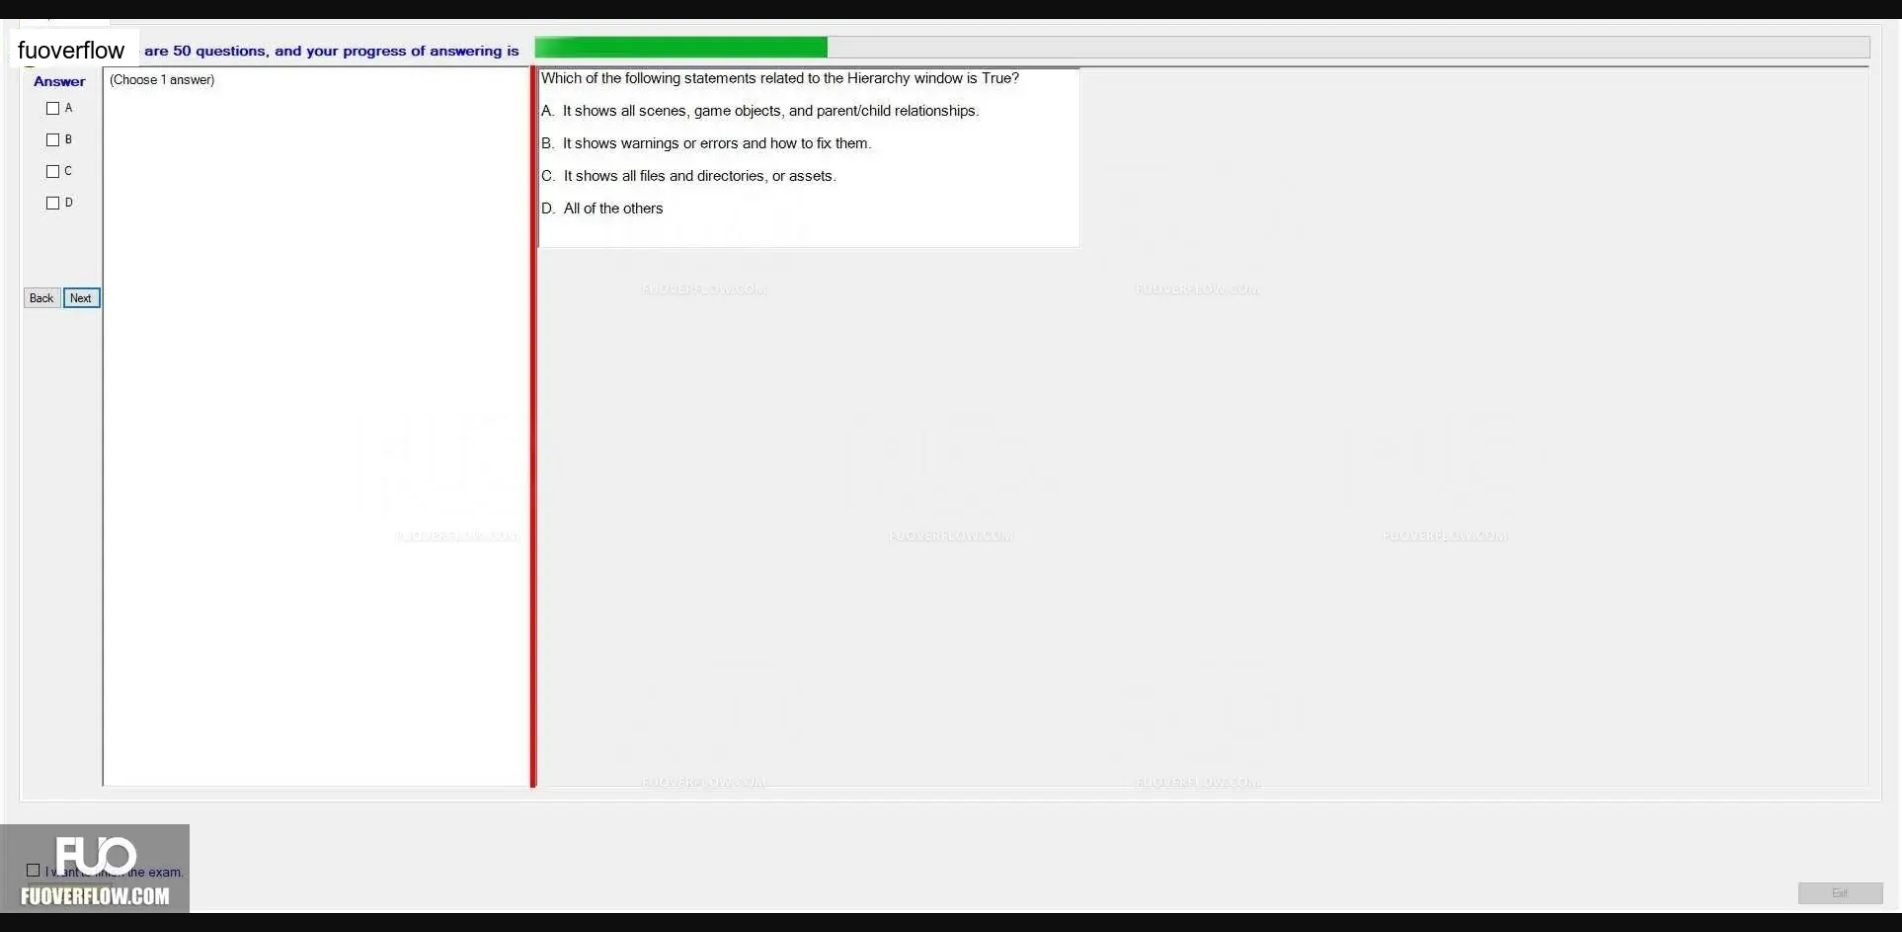 fuoverflow are 50 questions, and your progress of answering is
Answer
(Choose 1 answer)
A
B
C
D
Back Next
Which of the following statements related to the Hierarchy window is True?
A. It shows all scenes, game objects, and parent/child relationships.
B. It shows warnings or errors and how to fix them.
C. It shows all files and directories, or assets.
D. All of the others
FUOVERFLOW.COM FUOVERFLOW.COM
FUOVERFLOW.COM FUOVERFLOW.COM FUOVERFLOW.COM
FUOVERFLOW.COM FUOVERFLOW.COM
FUO
I want to finish the exam.
FUOVERFLOW.COM
Exit